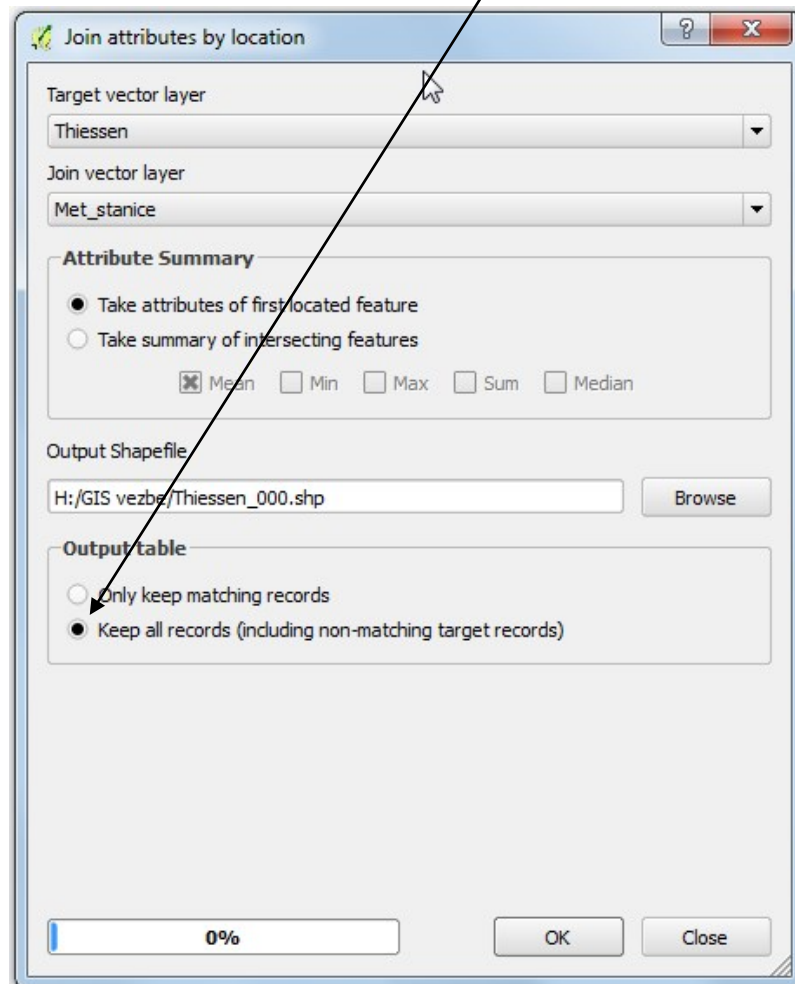 Join attributes by location
Target vector layer
Thiessen
Join vector layer
Met_stanice
Attribute Summary
Take attributes of first located feature
Take summary of intersecting features
Mean Min Max Sum Median
Output Shapefile
H:/GIS vezbe/Thiessen_000.shp Browse
Output table
Only keep matching records
Keep all records (including non-matching target records)
0% OK Close